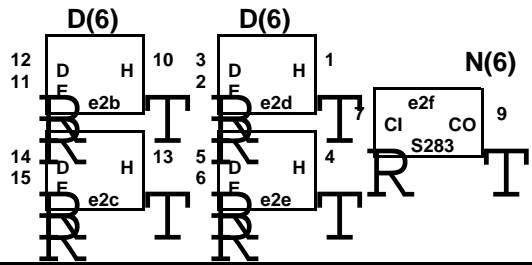 D(6) D(6)
N(6)
12 D H 10 3 D H 1
11 E 2 E
e2b e2d
e2f
7 CI CO 9
S283
14 D H 13 5 D H 4
15 E 6 E
e2c e2e
R T R T R T
R R
R T R T
R R